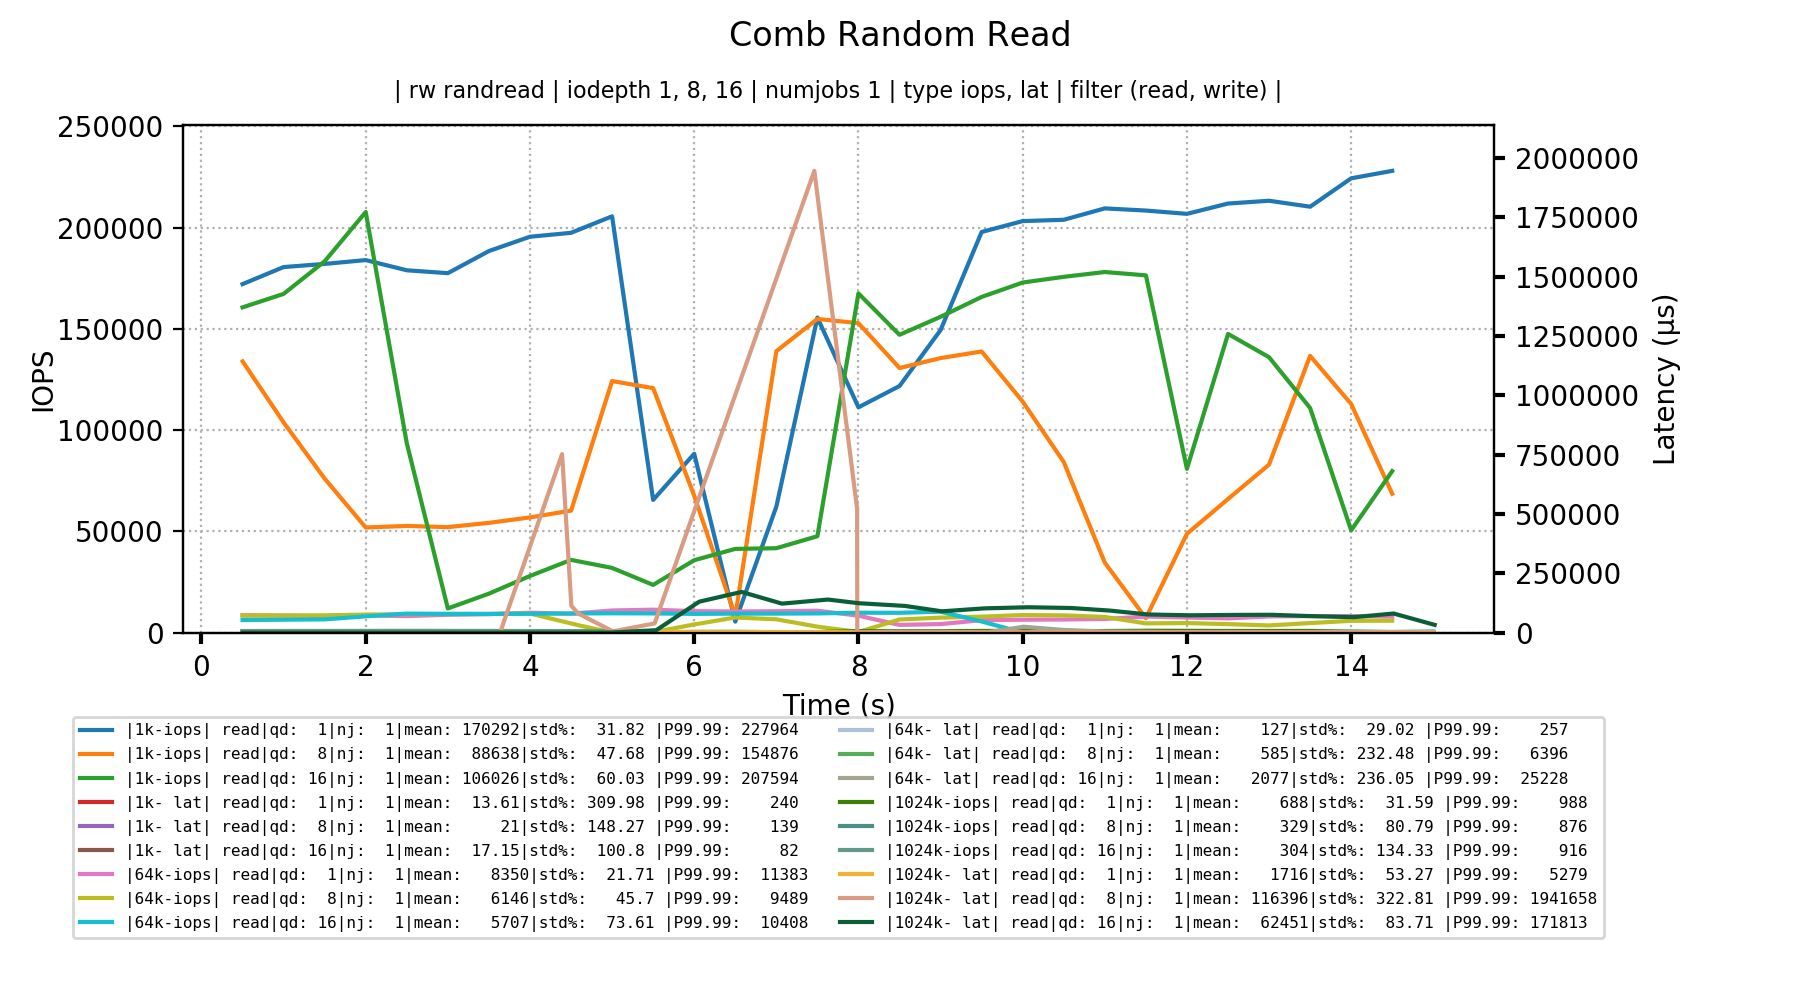 Comb Random Read
| rw randread | iodepth 1, 8, 16 | numjobs 1 | type iops, lat | filter (read, write) |
250000
200000
150000
100000
50000
0
IOPS
2000000
1750000
1500000
1250000
1000000
750000
500000
250000
0
Latency (µs)
0 2 4 6 8 10 12 14
Time (s)
|1k-iops| read|qd:  1|nj:  1|mean: 170292|std%:  31.82 |P99.99: 227964
|1k-iops| read|qd:  8|nj:  1|mean:  88638|std%:  47.68 |P99.99: 154876
|1k-iops| read|qd: 16|nj:  1|mean: 106026|std%:  60.03 |P99.99: 207594
|1k- lat| read|qd:  1|nj:  1|mean:  13.61|std%: 309.98 |P99.99:    240
|1k- lat| read|qd:  8|nj:  1|mean:     21|std%: 148.27 |P99.99:    139
|1k- lat| read|qd: 16|nj:  1|mean:  17.15|std%:  100.8 |P99.99:     82
|64k-iops| read|qd:  1|nj:  1|mean:   8350|std%:  21.71 |P99.99:  11383
|64k-iops| read|qd:  8|nj:  1|mean:   6146|std%:   45.7 |P99.99:   9489
|64k-iops| read|qd: 16|nj:  1|mean:   5707|std%:  73.61 |P99.99:  10408
|64k- lat| read|qd:  1|nj:  1|mean:    127|std%:  29.02 |P99.99:    257
|64k- lat| read|qd:  8|nj:  1|mean:    585|std%: 232.48 |P99.99:   6396
|64k- lat| read|qd: 16|nj:  1|mean:   2077|std%: 236.05 |P99.99:  25228
|1024k-iops| read|qd:  1|nj:  1|mean:    688|std%:  31.59 |P99.99:    988
|1024k-iops| read|qd:  8|nj:  1|mean:    329|std%:  80.79 |P99.99:    876
|1024k-iops| read|qd: 16|nj:  1|mean:    304|std%: 134.33 |P99.99:    916
|1024k- lat| read|qd:  1|nj:  1|mean:   1716|std%:  53.27 |P99.99:   5279
|1024k- lat| read|qd:  8|nj:  1|mean: 116396|std%: 322.81 |P99.99: 1941658
|1024k- lat| read|qd: 16|nj:  1|mean:  62451|std%:  83.71 |P99.99: 171813